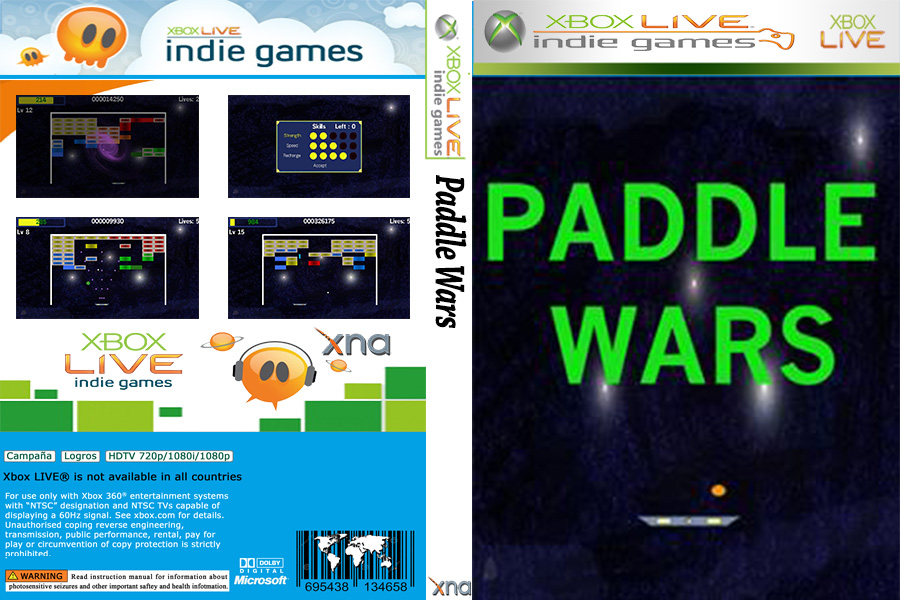 XBOX LIVE
indie games
214
000014250
Lives: 2
Lv 12
Skills Left : 0
Strength
Speed
Recharge
Accept
000009930
Lives: 5
Lv 8
000326175
Lives: 5
Lv 15
XBOX LIVE
indie games
xna
Campaña
Logros
HDTV 720p/1080i/1080p
Xbox LIVE® is not available in all countries
For use only with Xbox 360® entertainment systems
with “NTSC” designation and NTSC TVs capable of
displaying a 60Hz signal. See xbox.com for details.
Unauthorised coping reverse engineering,
transmission, public performance, rental, pay for
play or circumvention of copy protection is strictly
prohibited.
WARNING Read instruction manual for information about
photosensitive seizures and other important saftey and health infotmation.
DOLBY
DIGITAL
Microsoft®
695438 134658
XBOX LIVE
indie games
Paddle Wars
xna
XBOX LIVE™
indie games
XBOX
LIVE
PADDLE
WARS